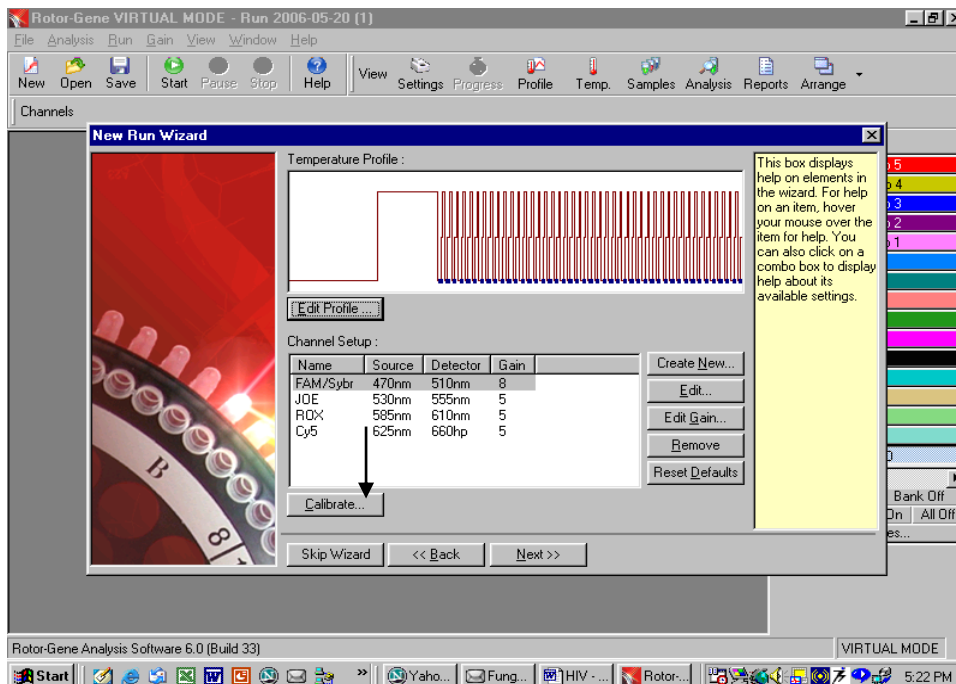 Rotor-Gene VIRTUAL MODE - Run 2006-05-20 (1)
File Analysis Run Gain View Window Help
New Open Save Start Pause Stop Help View Settings Progress Profile Temp. Samples Analysis Reports Arrange
Channels
New Run Wizard
Temperature Profile :
Edit Profile ...
Channel Setup :
Name Source Detector Gain
FAM/Sybr 470nm 510nm 8
JOE 530nm 555nm 5
ROX 585nm 610nm 5
Cy5 625nm 660hp 5
Create New...
Edit...
Edit Gain...
Remove
Reset Defaults
Calibrate...
Skip Wizard << Back Next >>
This box displays
help on elements in
the wizard. For help
on an item, hover
your mouse over the
item for help. You
can also click on a
combo box to display
help about its
available settings.
B
8
5
4
3
2
1
Bank Off
On All Off
es...
Rotor-Gene Analysis Software 6.0 (Build 33) VIRTUAL MODE
Start » Yaho... Fung... HIV - ... Rotor-... 5:22 PM